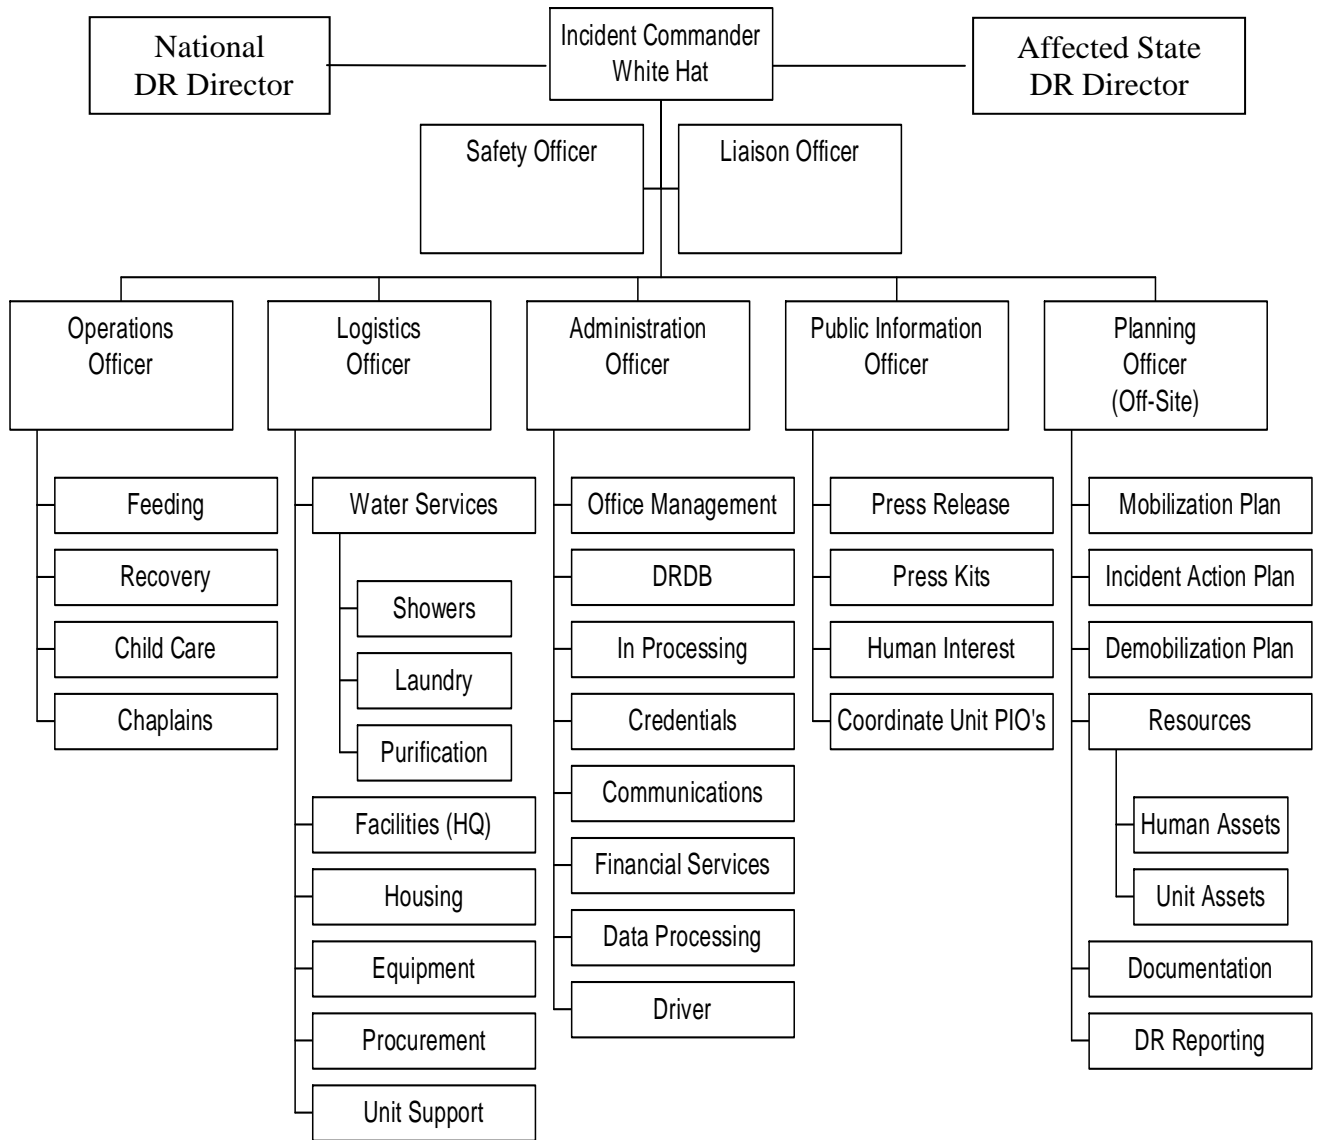 National
DR Director
Incident Commander
White Hat
Affected State
DR Director
Safety Officer
Liaison Officer
Operations
Officer
Logistics
Officer
Administration
Officer
Public Information
Officer
Planning
Officer
(Off-Site)
Feeding
Recovery
Child Care
Chaplains
Water Services
Showers
Laundry
Purification
Facilities (HQ)
Housing
Equipment
Procurement
Unit Support
Office Management
DRDB
In Processing
Credentials
Communications
Financial Services
Data Processing
Driver
Press Release
Press Kits
Human Interest
Coordinate Unit PIO's
Mobilization Plan
Incident Action Plan
Demobilization Plan
Resources
Human Assets
Unit Assets
Documentation
DR Reporting